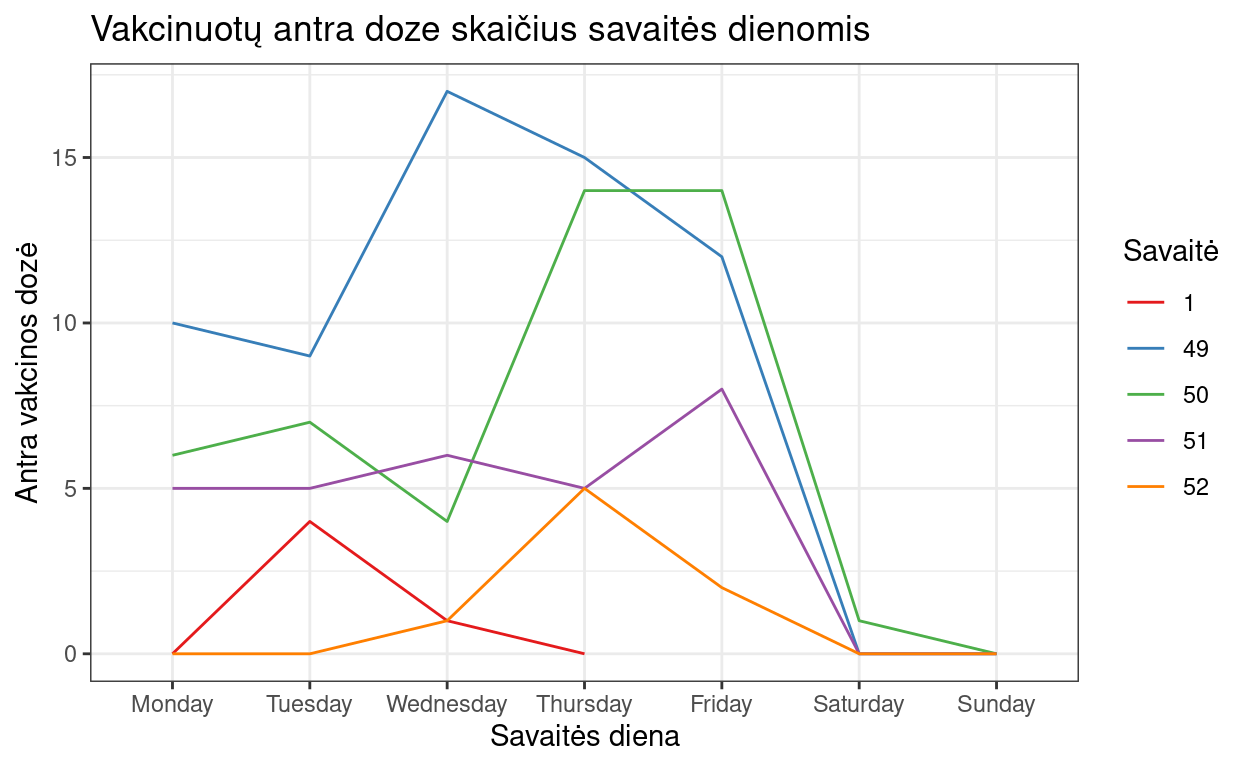 Vakcinuotų antra doze skaičius savaitės dienomis
Antra vakcinos dozė
15
10
5
0
Monday Tuesday Wednesday Thursday Friday Saturday Sunday
Savaitės diena
Savaitė
1
49
50
51
52